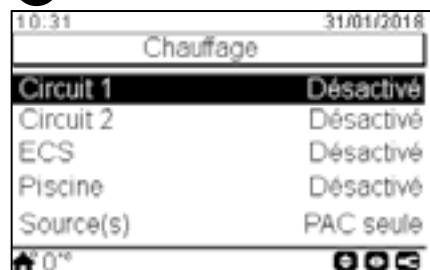 10:31 31/01/2018
Chauffage
Circuit 1 Désactivé
Circuit 2 Désactivé
ECS Désactivé
Piscine Désactivé
Source(s) PAC seule
0°